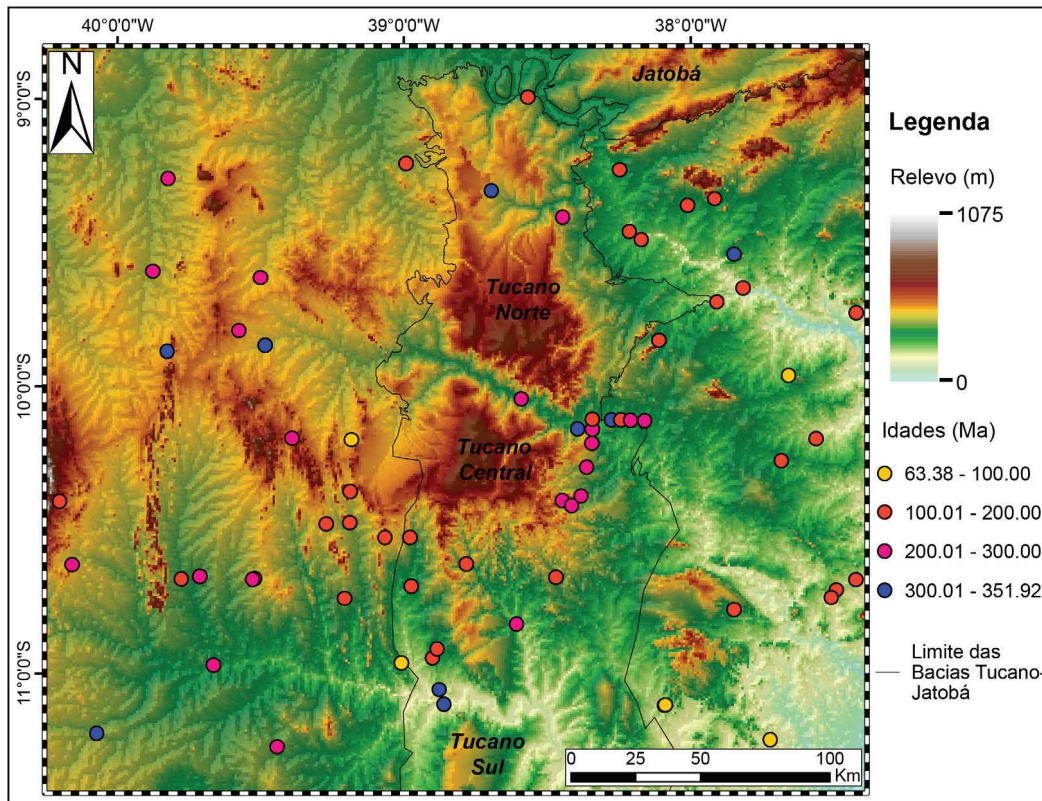 40°0'0"W
39°0'0"W
38°0'0"W
N
Jatobá
9°0'0"S
Tucano
Norte
10°0'0"S
Tucano
Central
11°0'0"S
Tucano
Sul
0
25
50
100
Km
Legenda
Relevo (m)
1075
0
Idades (Ma)
63.38 - 100.00
100.01 - 200.00
200.01 - 300.00
300.01 - 351.92
Limite das
Bacias Tucano-
Jatobá